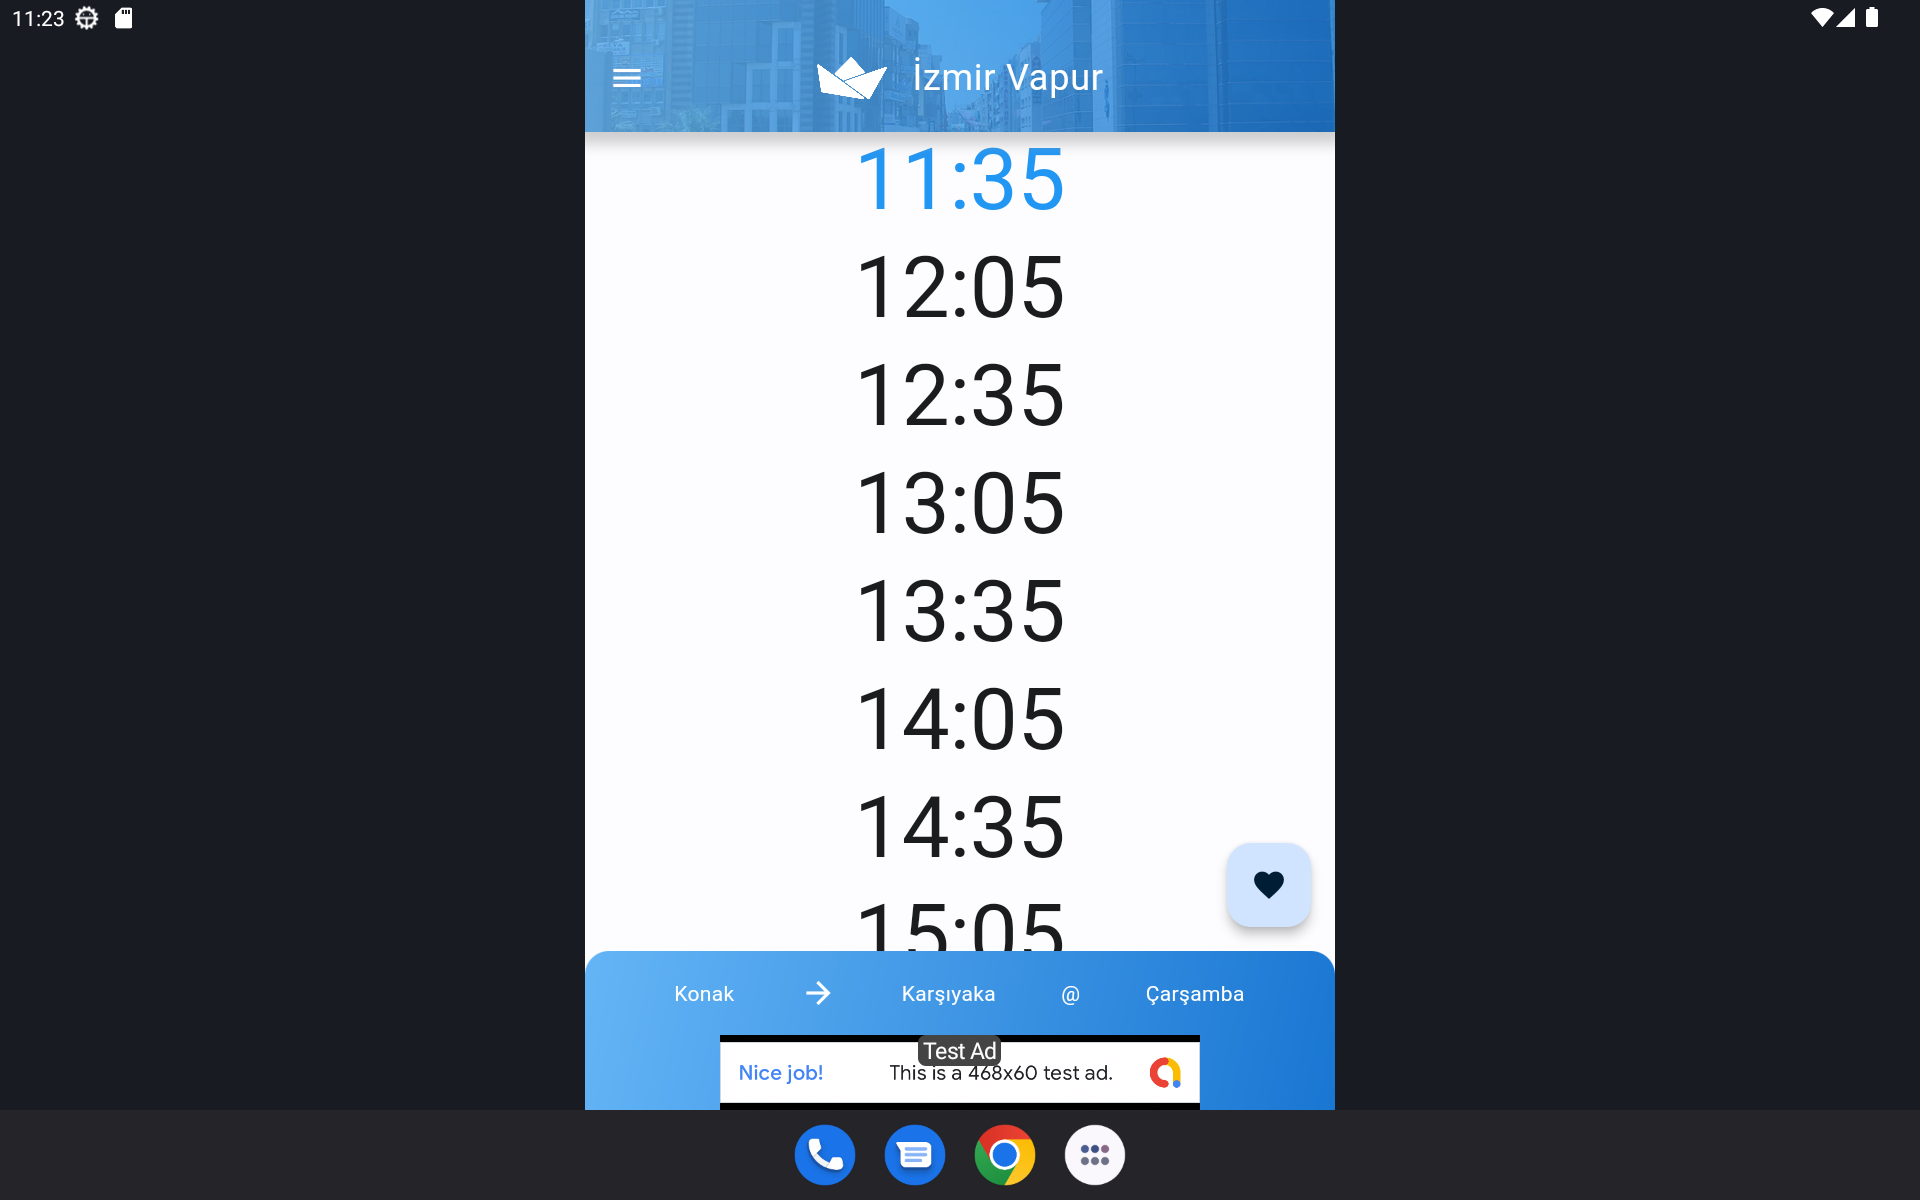 11:23
İzmir Vapur
11:35
12:05
12:35
13:05
13:35
14:05
14:35
15:05
Konak → Karşıyaka @ Çarşamba
Test Ad
Nice job! This is a 468x60 test ad.